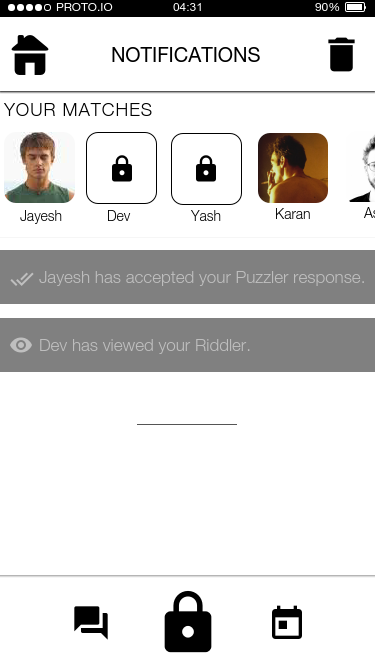 PROTO.IO 04:31 90%
NOTIFICATIONS
YOUR MATCHES
Jayesh Dev Yash Karan As
Jayesh has accepted your Puzzler response.
Dev has viewed your Riddler.